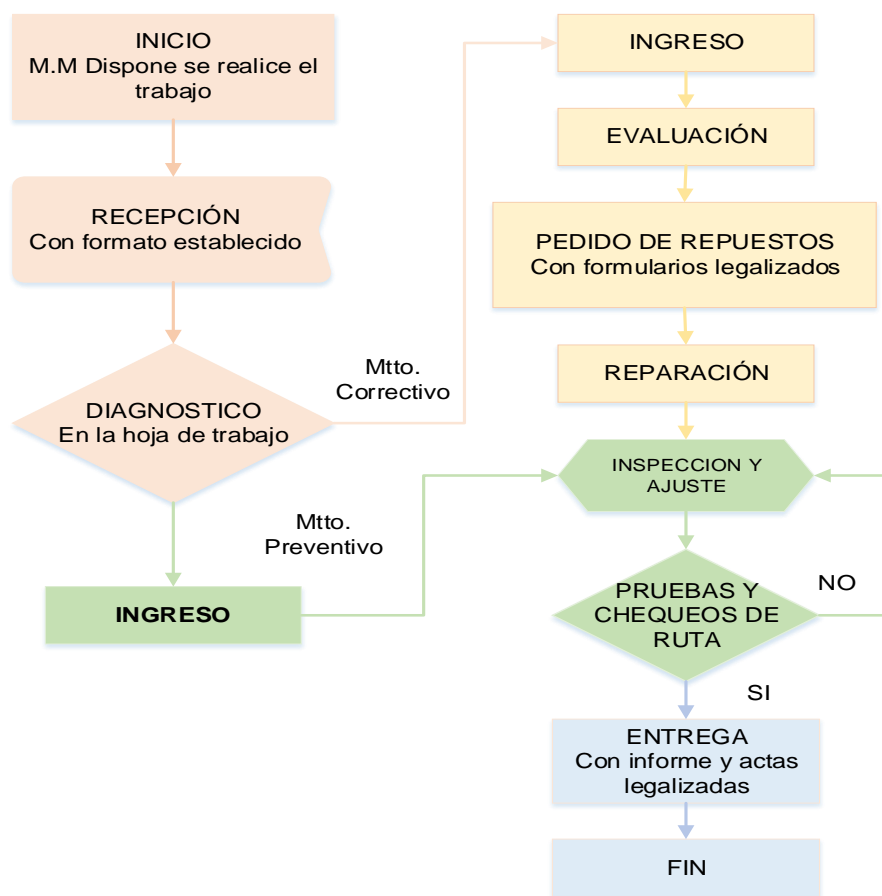 INICIO
M.M Dispone se realice el
trabajo
RECEPCIÓN
Con formato establecido
DIAGNOSTICO
En la hoja de trabajo
Mtto.
Correctivo
Mtto.
Preventivo
INGRESO
INGRESO
EVALUACIÓN
PEDIDO DE REPUESTOS
Con formularios legalizados
REPARACIÓN
INSPECCION Y
AJUSTE
PRUEBAS Y
CHEQUEOS DE
RUTA
NO
SI
ENTREGA
Con informe y actas
legalizadas
FIN